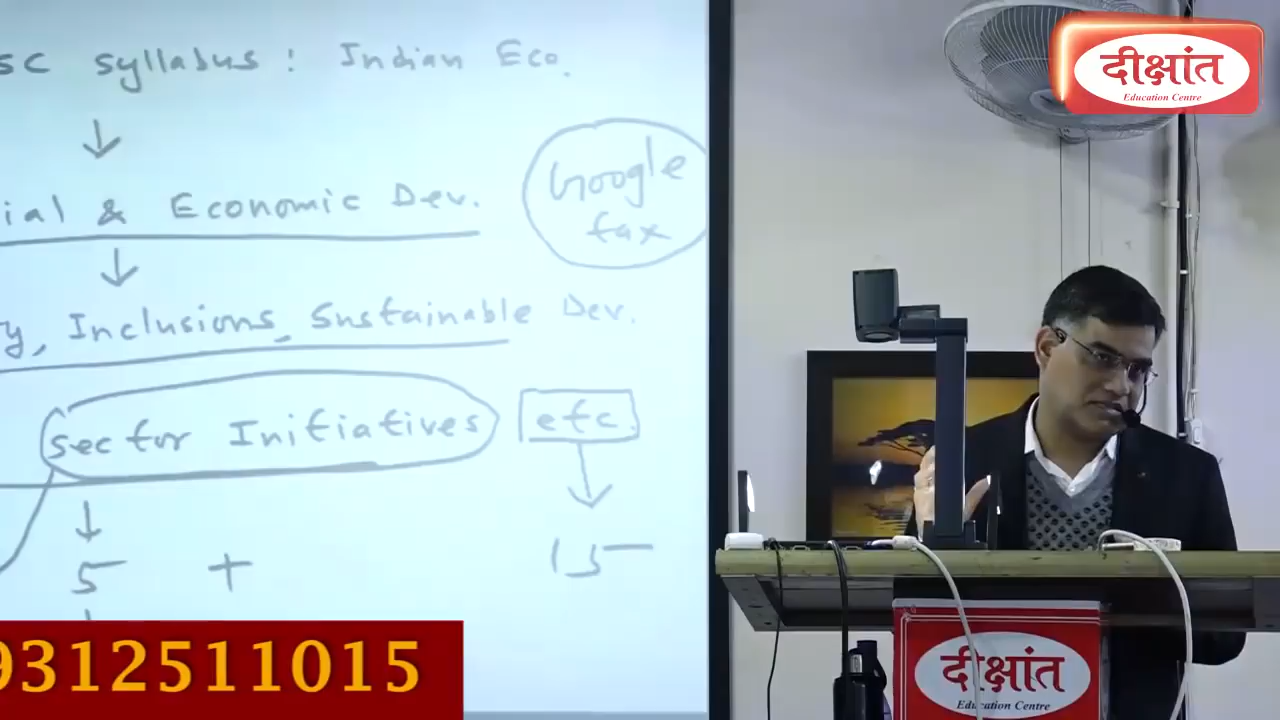 sc syllabus : Indian Eco.
ial & Economic Dev.
Google
tax
y, Inclusions, Sustainable Dev.
sector Initiatives etc.
5 + 15
9312511015
दीक्षांत
Education Centre
दीक्षांत
Education Centre